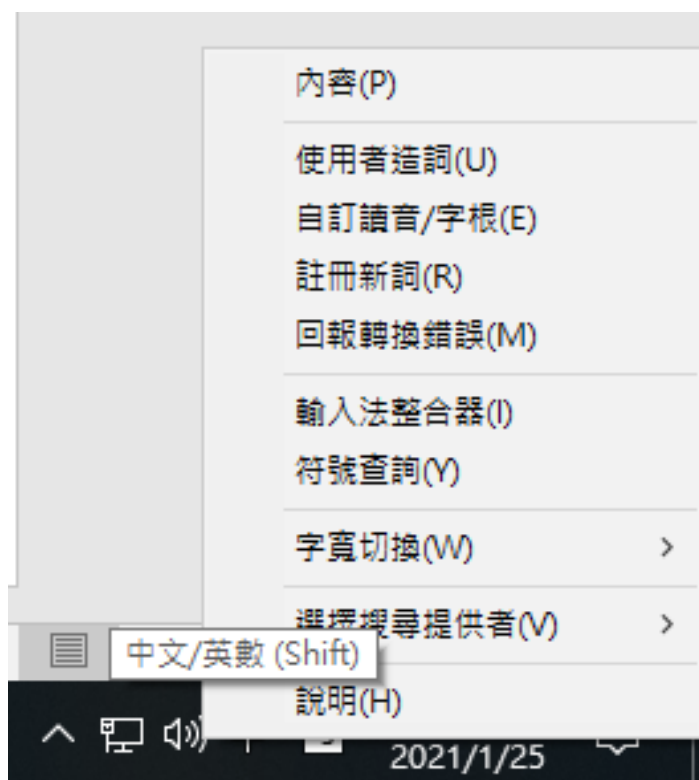 內容(P)
使用者造詞(U)
自訂讀音/字根(E)
註冊新詞(R)
回報轉換錯誤(M)
輸入法整合器(I)
符號查詢(Y)
字寬切換(W)
選擇搜尋提供者(V)
中文/英數 (Shift)
說明(H)
2021/1/25